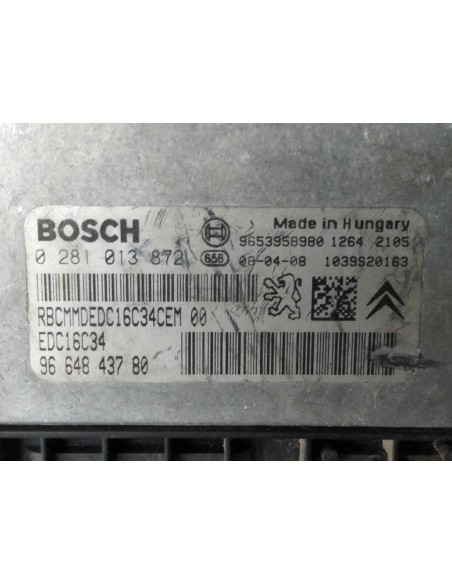 BOSCH
Made in Hungary
9653958980 1264 2105
0 281 013 872
658
08-04-08 1039S20163
RBCMMDEDC16C34CEM 00
EDC16C34
96 648 437 80